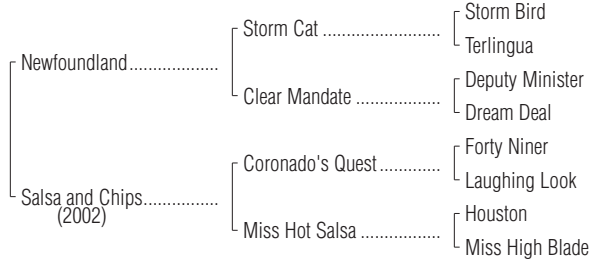 Storm Bird
Storm Cat ........................
Terlingua
Newfoundland...................
Deputy Minister
Clear Mandate ..................
Dream Deal
Forty Niner
Coronado's Quest.............
Laughing Look
Salsa and Chips................
(2002)
Houston
Miss Hot Salsa .................
Miss High Blade